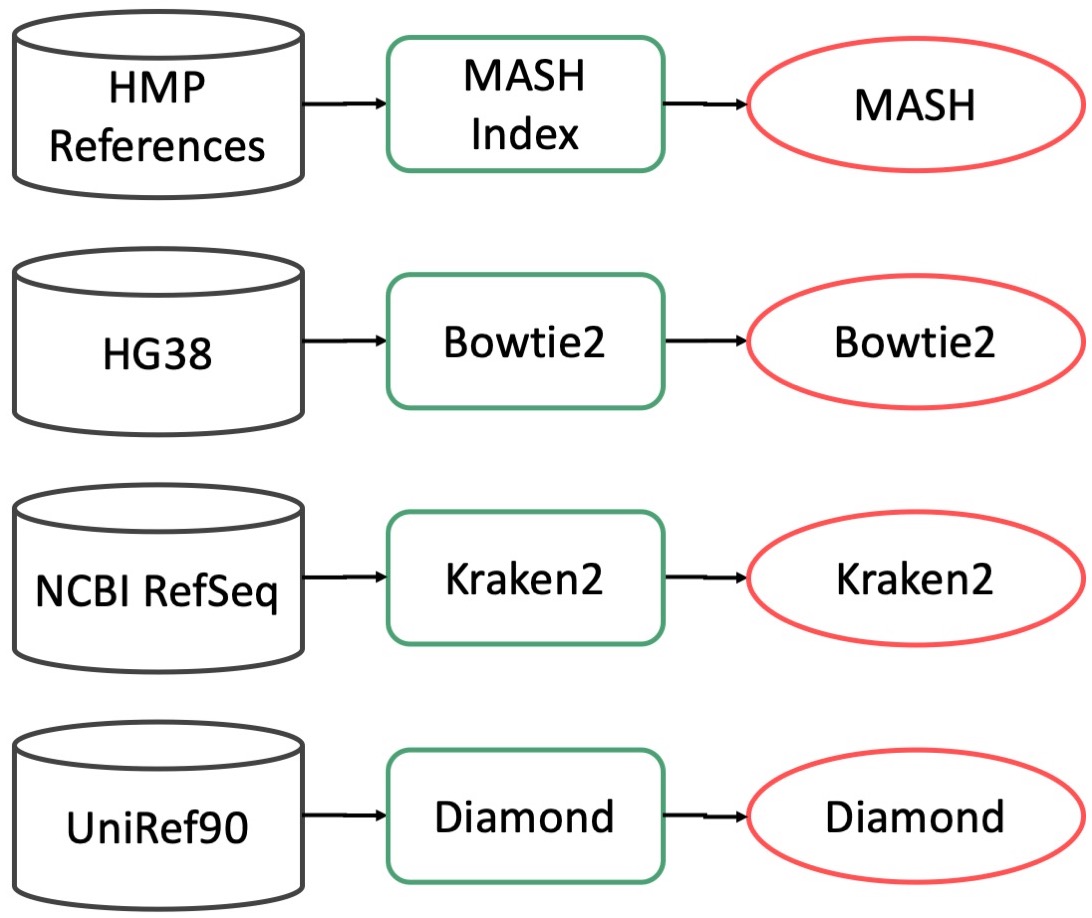 HMP
References
MASH
Index
MASH
HG38
Bowtie2
Bowtie2
NCBI RefSeq
Kraken2
Kraken2
UniRef90
Diamond
Diamond